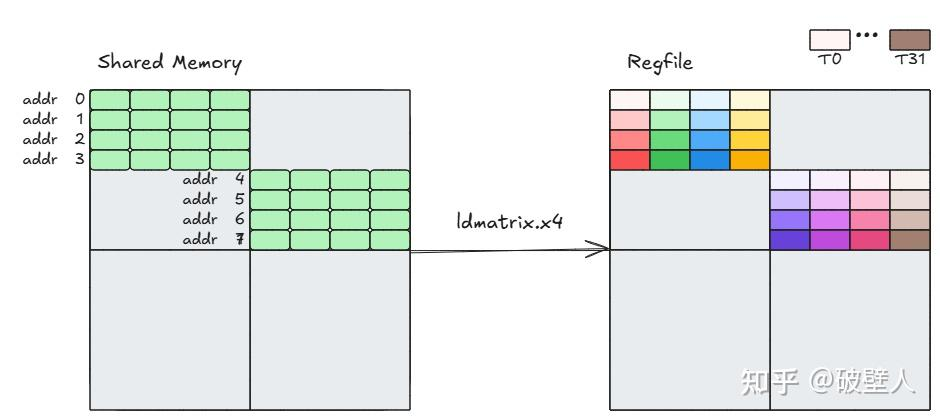 Shared Memory
Regfile
T0 ... T31
addr 0
addr 1
addr 2
addr 3
addr 4
addr 5
addr 6
addr 7
ldmatrix.x4
知乎 @破壁人